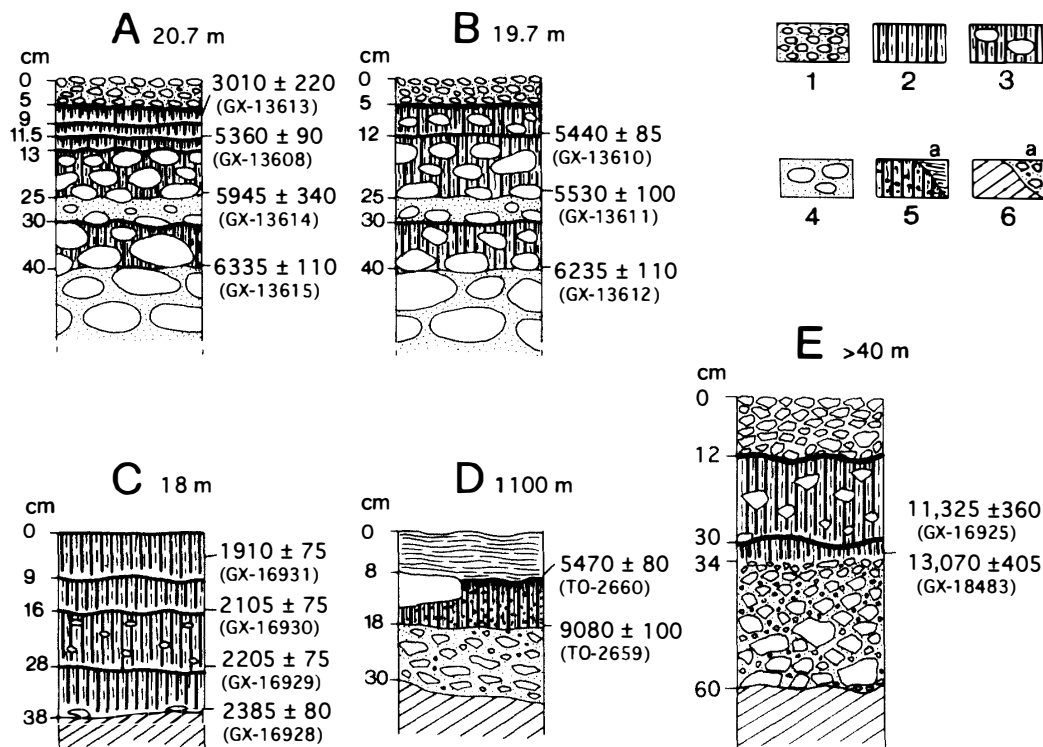 A 20.7 m
cm
0
5
9
11.5
13
25
30
40
3010 ± 220
(GX-13613)
5360 ± 90
(GX-13608)
5945 ± 340
(GX-13614)
6335 ± 110
(GX-13615)
B 19.7 m
cm
0
5
12
25
30
40
5440 ± 85
(GX-13610)
5530 ± 100
(GX-13611)
6235 ± 110
(GX-13612)
1
2
3
4
a
5
a
6
C 18 m
cm
0
9
16
28
38
1910 ± 75
(GX-16931)
2105 ± 75
(GX-16930)
2205 ± 75
(GX-16929)
2385 ± 80
(GX-16928)
D 1100 m
cm
0
8
18
30
5470 ± 80
(TO-2660)
9080 ± 100
(TO-2659)
E >40 m
cm
0
12
30
34
60
11,325 ±360
(GX-16925)
13,070 ±405
(GX-18483)